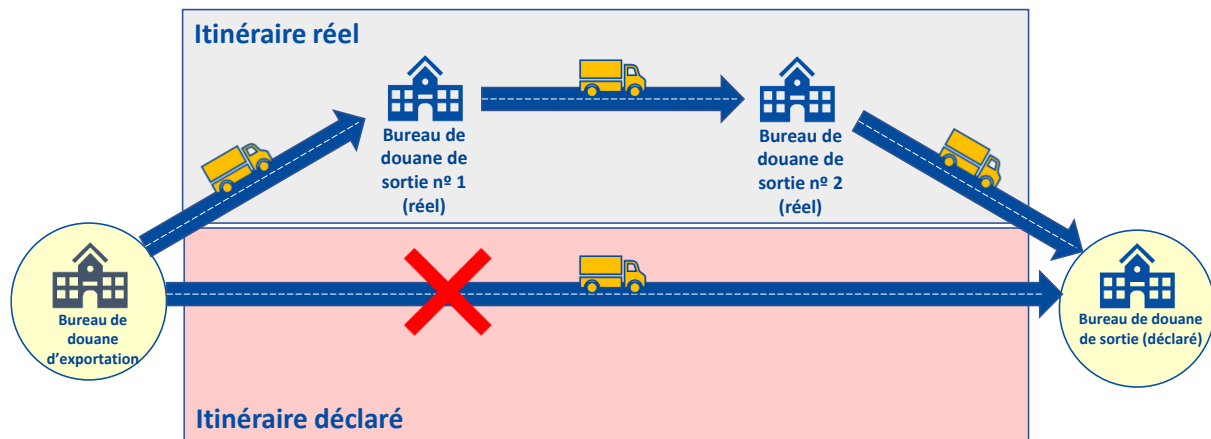 Itinéraire réel
Bureau de
douane de
sortie nº 1
(réel)
Bureau de
douane de
sortie nº 2
(réel)
Bureau de
douane
d’exportation
Bureau de douane
de sortie (déclaré)
Itinéraire déclaré